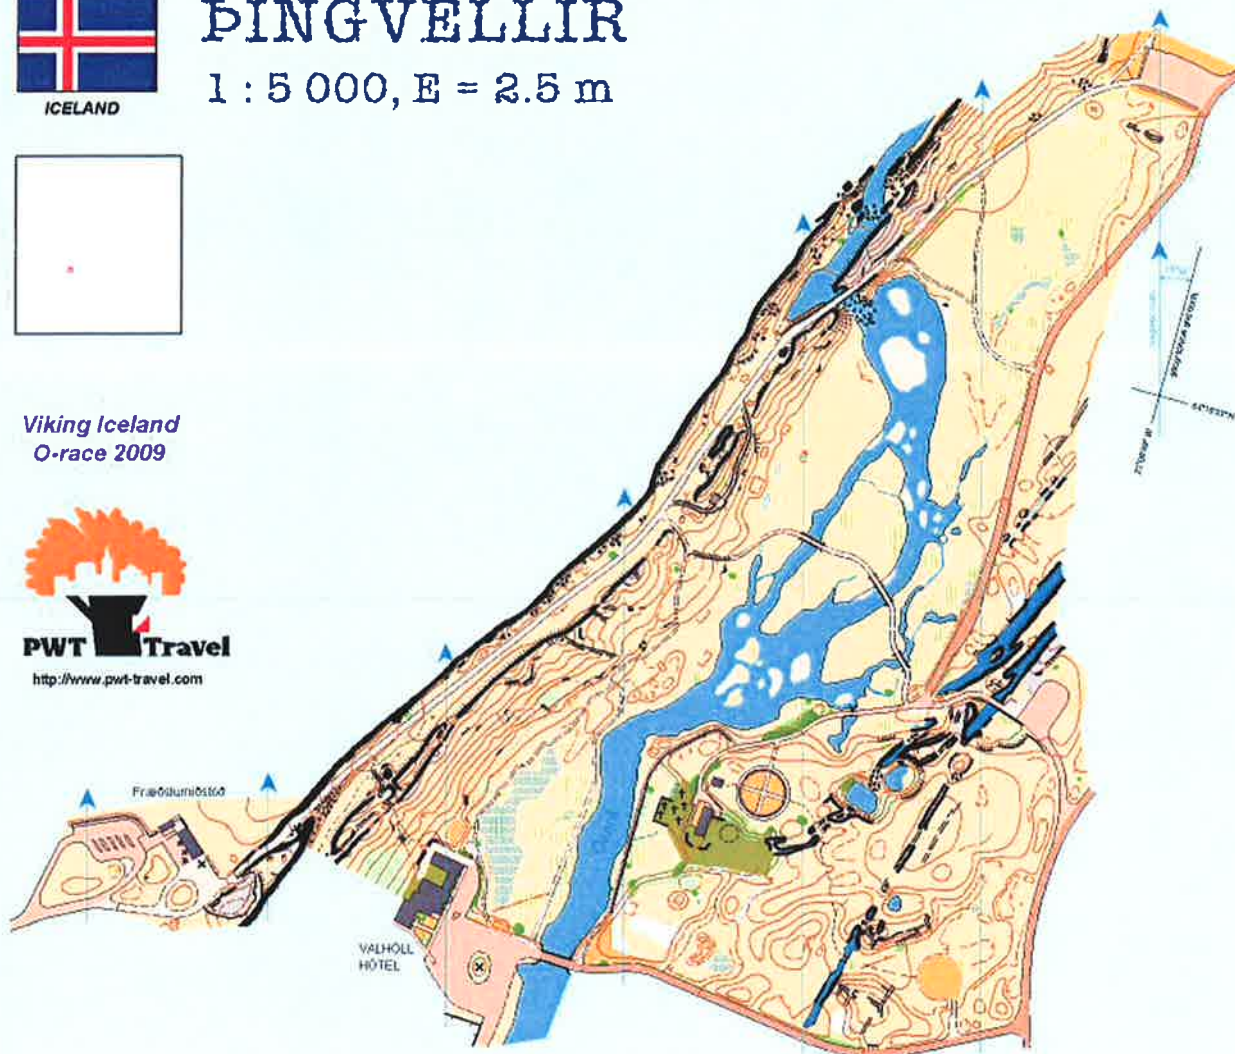 ÞINGVELLIR
1 : 5 000, E = 2.5 m
ICELAND
Viking Iceland
O-race 2009
PWT Travel
http://www.pwt-travel.com
VALHÖLL
HÓTEL